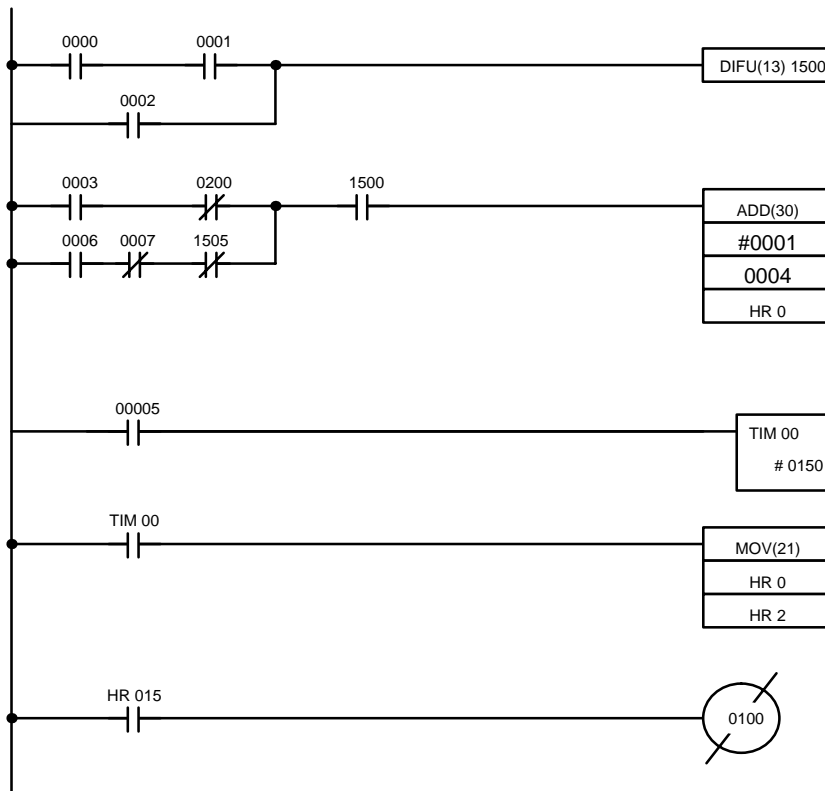 0000 0001
DIFU(13) 1500
0002
0003 0200 1500
ADD(30)
0006 0007 1505
#0001
0004
HR 0
00005
TIM 00
# 0150
TIM 00
MOV(21)
HR 0
HR 2
HR 015
0100